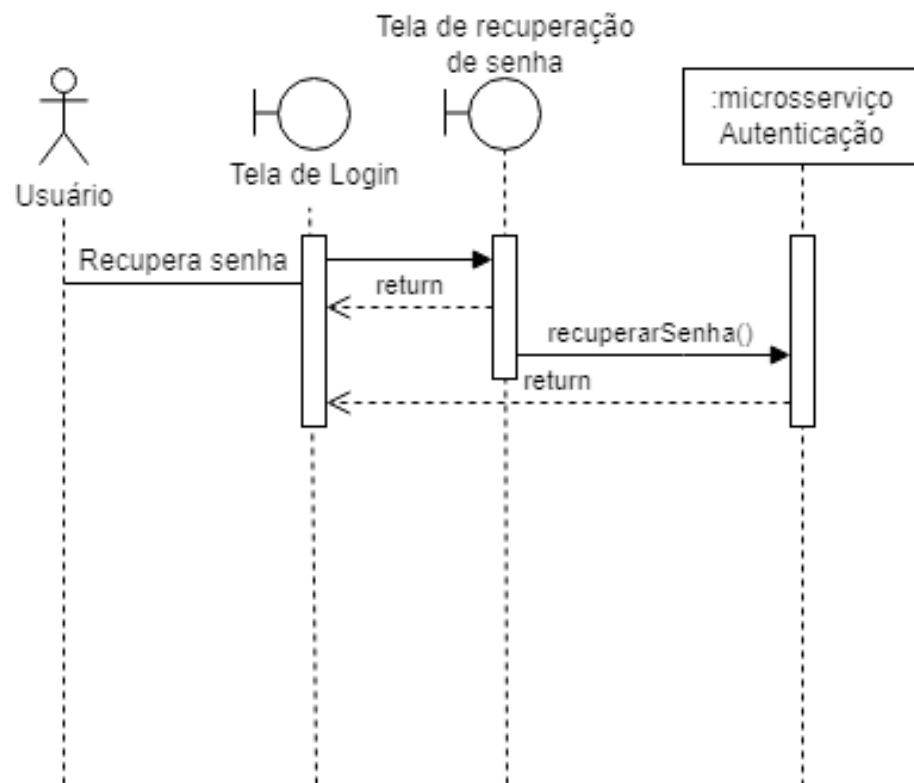 Tela de recuperação
de senha
:microsserviço
Autenticação
Tela de Login
Usuário
Recupera senha
return
recuperarSenha()
return